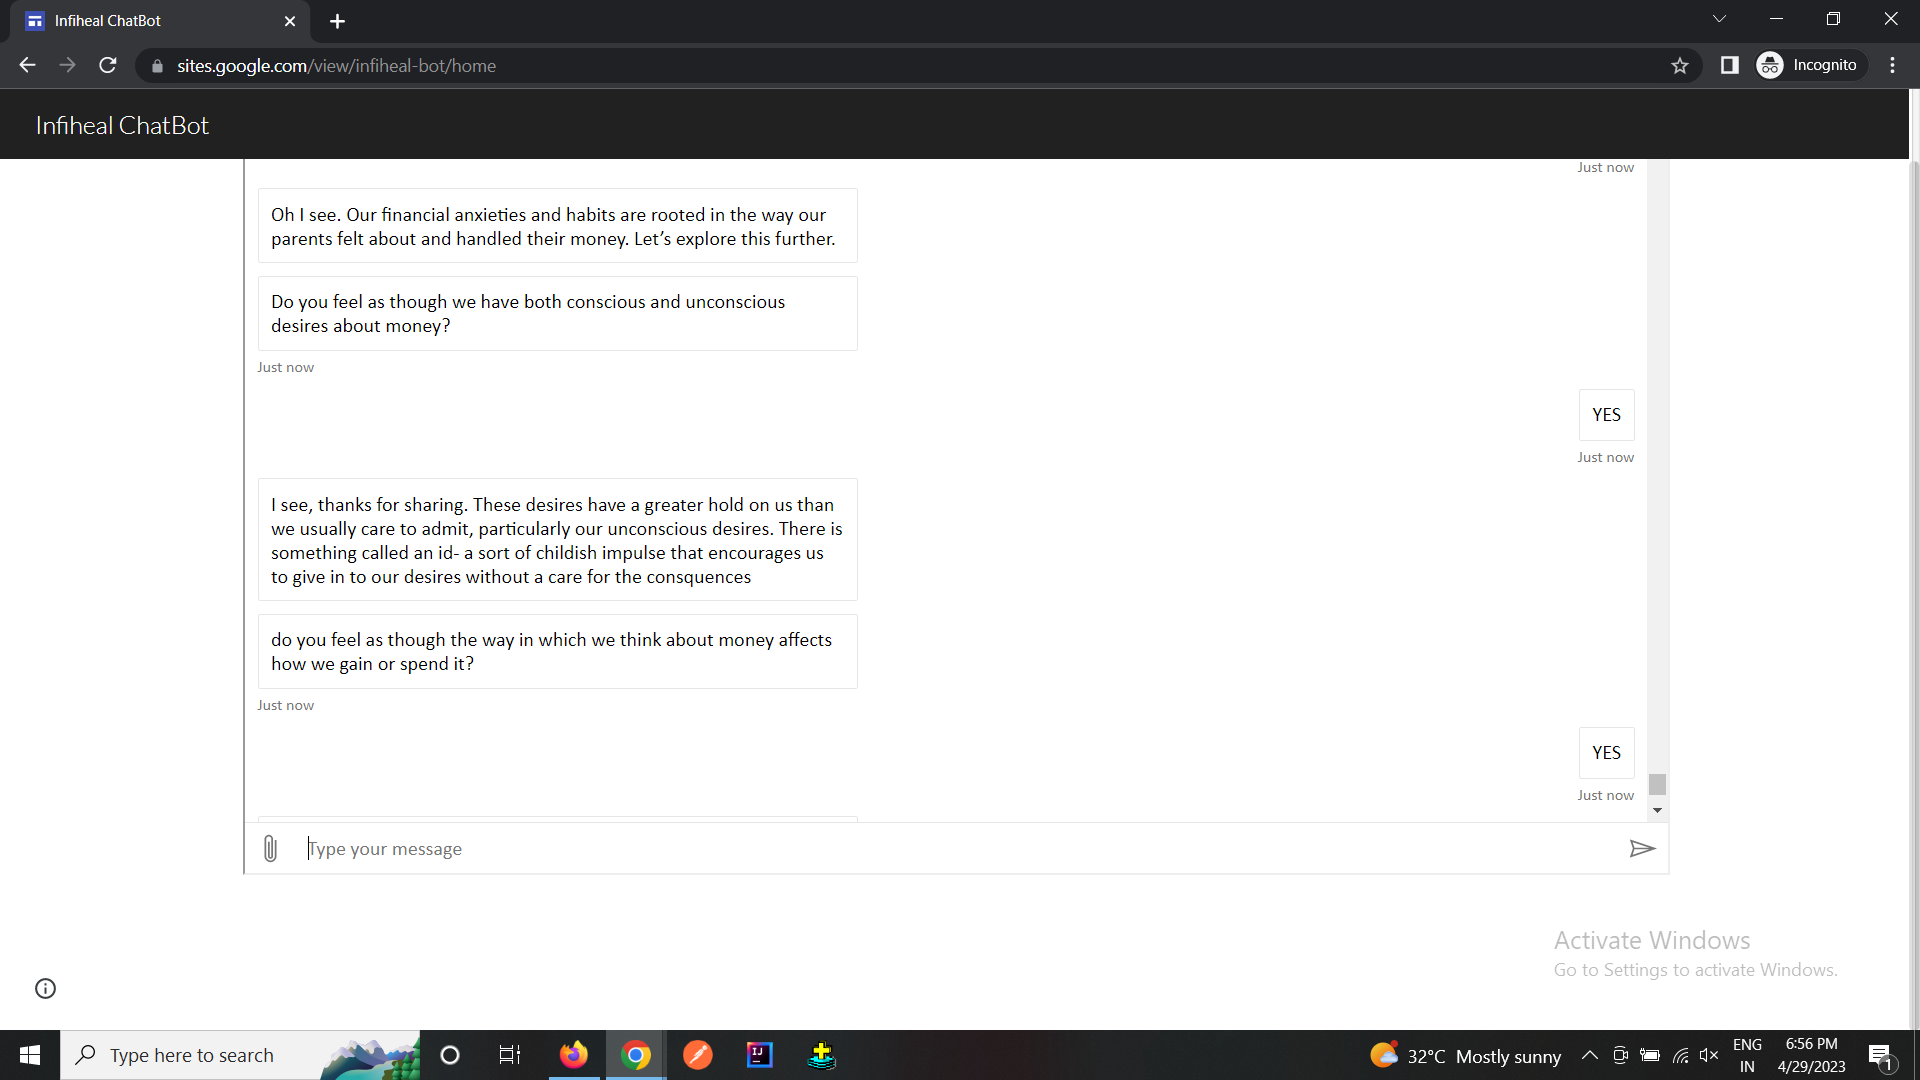 Infiheal ChatBot
sites.google.com/view/infiheal-bot/home
Incognito
Infiheal ChatBot
Just now
Oh I see. Our financial anxieties and habits are rooted in the way our
parents felt about and handled their money. Let’s explore this further.
Do you feel as though we have both conscious and unconscious
desires about money?
Just now
YES
Just now
I see, thanks for sharing. These desires have a greater hold on us than
we usually care to admit, particularly our unconscious desires. There is
something called an id- a sort of childish impulse that encourages us
to give in to our desires without a care for the consquences
do you feel as though the way in which we think about money affects
how we gain or spend it?
Just now
YES
Just now
Type your message
Activate Windows
Go to Settings to activate Windows.
Type here to search
IJ
32°C Mostly sunny
ENG
IN
6:56 PM
4/29/2023
1